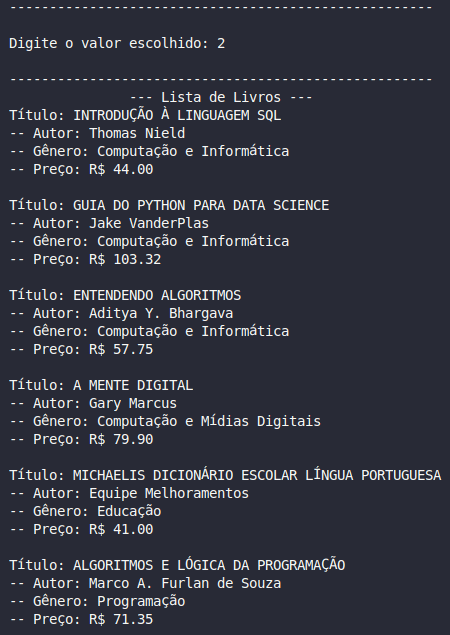 -----------------------------------------------------
Digite o valor escolhido: 2
-----------------------------------------------------
--- Lista de Livros ---
Título: INTRODUÇÃO À LINGUAGEM SQL
-- Autor: Thomas Nield
-- Gênero: Computação e Informática
-- Preço: R$ 44.00
Título: GUIA DO PYTHON PARA DATA SCIENCE
-- Autor: Jake VanderPlas
-- Gênero: Computação e Informática
-- Preço: R$ 103.32
Título: ENTENDENDO ALGORITMOS
-- Autor: Aditya Y. Bhargava
-- Gênero: Computação e Informática
-- Preço: R$ 57.75
Título: A MENTE DIGITAL
-- Autor: Gary Marcus
-- Gênero: Computação e Mídias Digitais
-- Preço: R$ 79.90
Título: MICHAELIS DICIONÁRIO ESCOLAR LÍNGUA PORTUGUESA
-- Autor: Equipe Melhoramentos
-- Gênero: Educação
-- Preço: R$ 41.00
Título: ALGORITMOS E LÓGICA DA PROGRAMAÇÃO
-- Autor: Marco A. Furlan de Souza
-- Gênero: Programação
-- Preço: R$ 71.35